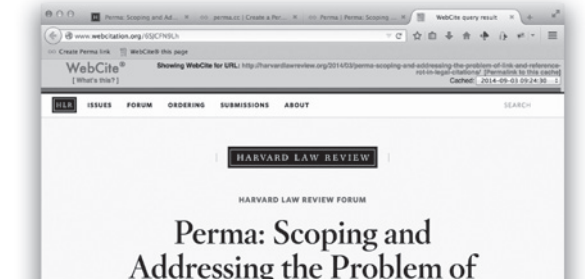 Perma: Scoping and Ad... × perma.cc | Create a Per... × Perma | Perma: Scoping ... × WebCite query result ×
www.webcitation.org/6SJCFN9Lh
Create Perma link WebCite® this page
WebCite® Showing WebCite for URL: http://harvardlawreview.org/2014/03/perma-scoping-and-addressing-the-problem-of-link-and-reference-
rot-in-legal-citations/ [Permalink to this cache]
[What's this?] Cached: 2014-09-03 09:24:30
HLR ISSUES FORUM ORDERING SUBMISSIONS ABOUT SEARCH
HARVARD LAW REVIEW
HARVARD LAW REVIEW FORUM
Perma: Scoping and
Addressing the Problem of